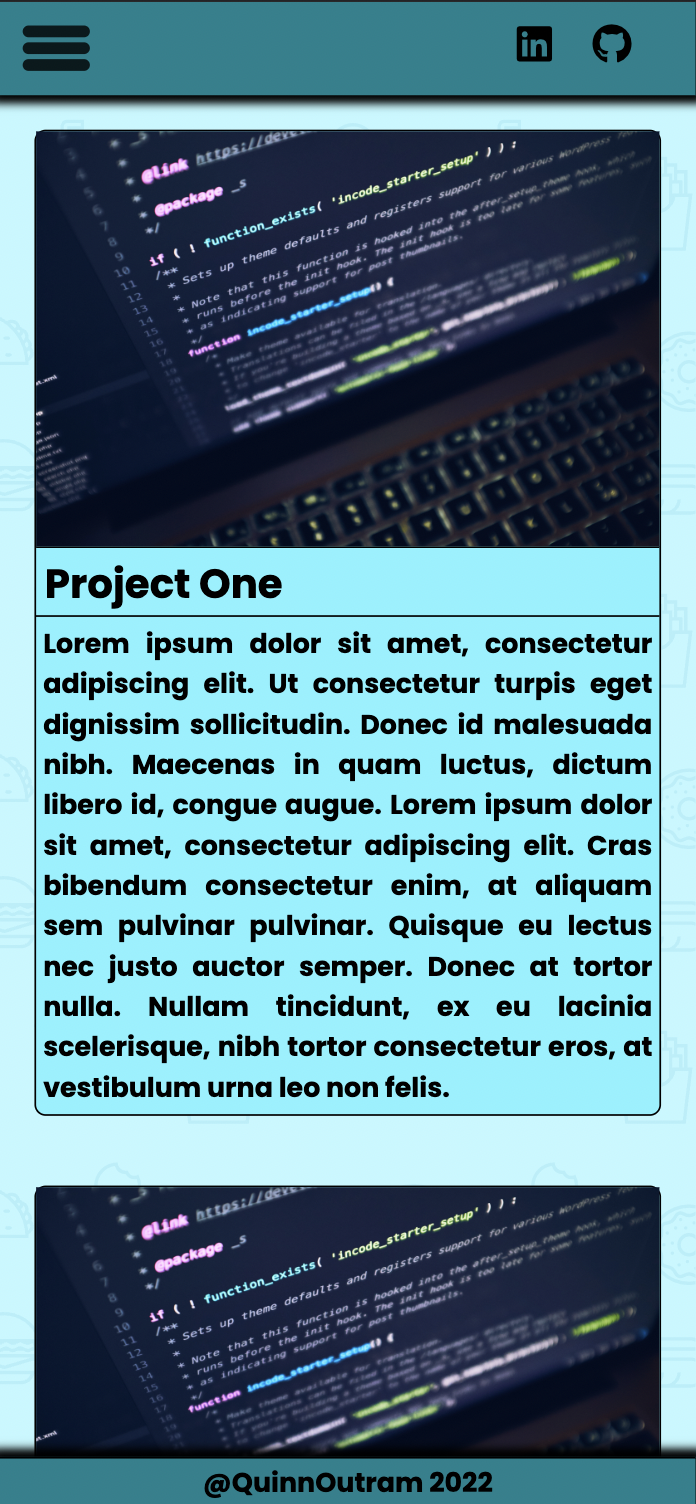 in
* @link https://deve
* @package _s
*/
if ( ! function_exists( 'incode_starter_setup' ) ) :
/**
* Sets up theme defaults and registers support for various WordPress
*
* Note that this function is hooked into the after_setup_theme hook, which
* runs before the init hook. The init hook is too late for some features, such
* as indicating support for post thumbnails.
*/
function incode_starter_setup() {
Project One
Lorem ipsum dolor sit amet, consectetur
adipiscing elit. Ut consectetur turpis eget
dignissim sollicitudin. Donec id malesuada
nibh. Maecenas in quam luctus, dictum
libero id, congue augue. Lorem ipsum dolor
sit amet, consectetur adipiscing elit. Cras
bibendum consectetur enim, at aliquam
sem pulvinar pulvinar. Quisque eu lectus
nec justo auctor semper. Donec at tortor
nulla. Nullam tincidunt, ex eu lacinia
scelerisque, nibh tortor consectetur eros, at
vestibulum urna leo non felis.
* @link https://deve
* @package _s
*/
if ( ! function_exists( 'incode_starter_setup' ) ) :
/**
* Sets up theme defaults and registers support for various WordPress
*
* Note that this function is hooked into the after_setup_theme hook, which
* runs before the init hook. The init hook is too late for some features, such
* as indicating support for post thumbnails.
*/
function incode_starter_setup() {
@QuinnOutram 2022